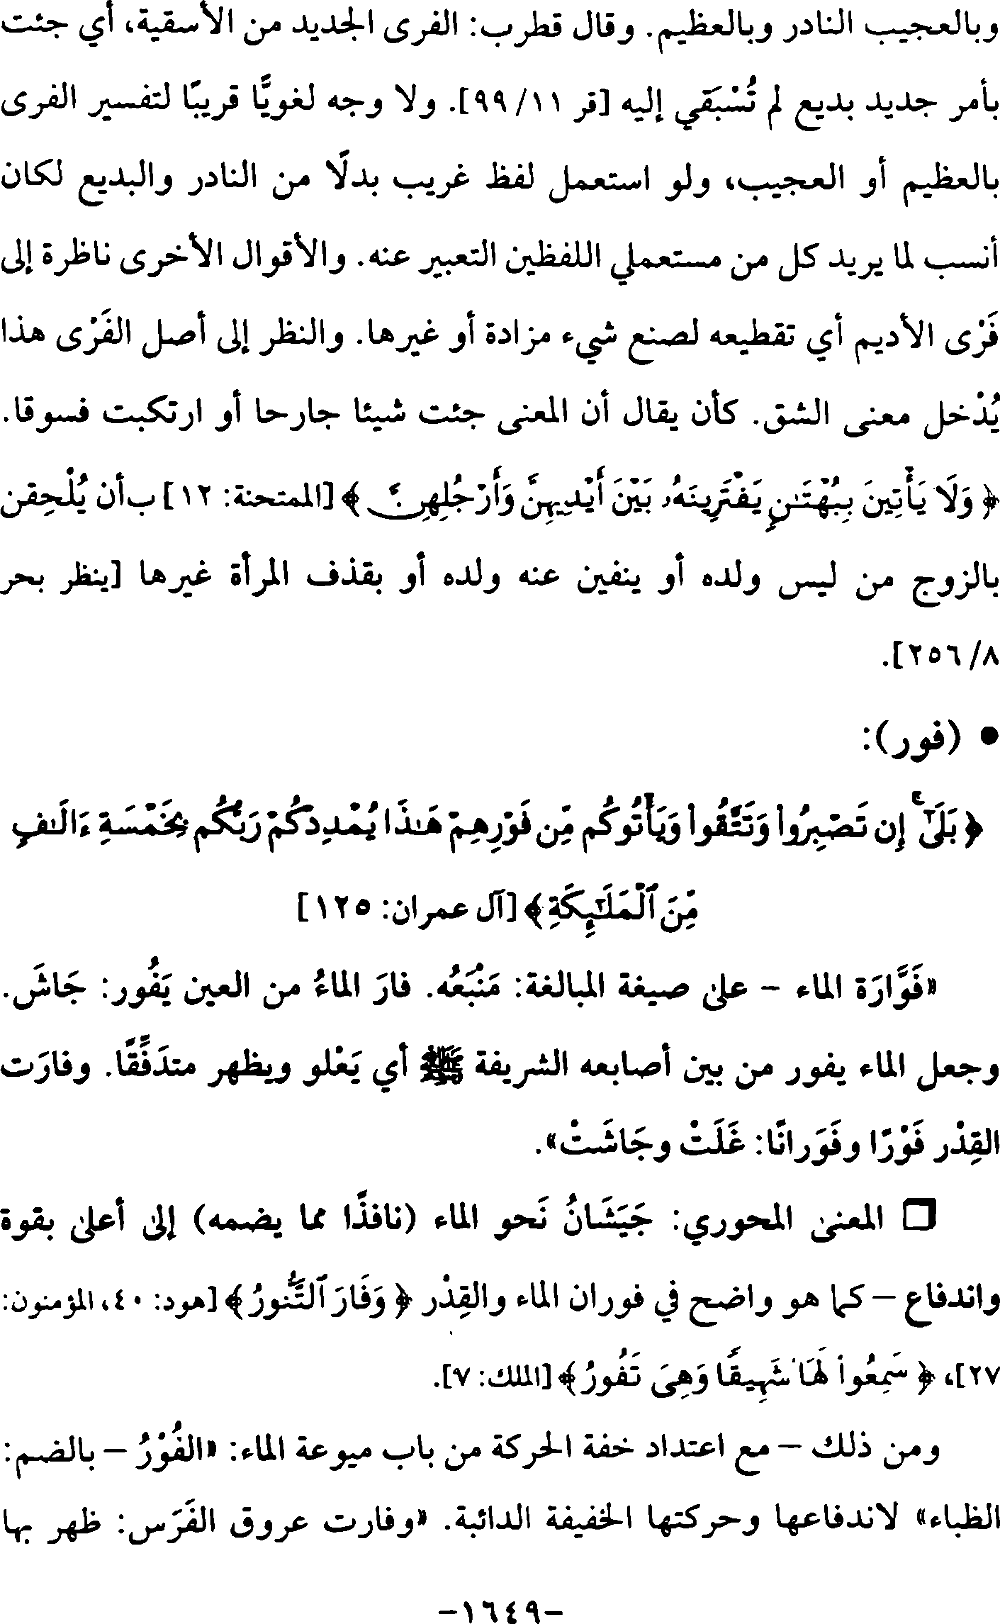 وبالعجيب النادر وبالعظيم. وقال قطرب: الفرى الجديد من الأسقية، أي جئت
بأمر جديد بديع لم تُسْبَقي إليه [قر ١١/ ٩٩]. ولا وجه لغويًّا قريبًا لتفسير الفرى
بالعظيم أو العجيب، ولو استعمل لفظ غريب بدلًا من النادر والبديع لكان
أنسب لما يريد كل من مستعملي اللفظين التعبير عنه. والأقوال الأخرى ناظرة إلى
فَرْى الأديم أي تقطيعه لصنع شيء مزادة أو غيرها. والنظر إلى أصل الفَرْى هذا
يُدْخل معنى الشق. كأن يقال أن المعنى جئت شيئا جارحا أو ارتكبت فسوقا.
﴿ وَلَا يَأْتِينَ بِبُهْتَـٰنٍ يَفْتَرِينَهُۥ بَيْنَ أَيْدِيهِنَّ وَأَرْجُلِهِنَّ ﴾ [الممتحنة: ١٢] ب‍أن يُلْحِقن
بالزوج من ليس ولده أو ينفين عنه ولده أو بقذف المرأة غيرها [ينظر بحر
٨/ ٢٥٦].
• (فور):
﴿ بَلَىٰٓ ۚ إِن تَصْبِرُوا۟ وَتَتَّقُوا۟ وَيَأْتُوكُم مِّن فَوْرِهِمْ هَـٰذَا يُمْدِدْكُمْ رَبُّكُم بِخَمْسَةِ ءَالَـٰفٍ
مِّنَ ٱلْمَلَـٰٓئِكَةِ ﴾ [آل عمران: ١٢٥]
«فَوَّارَة الماء – على صيغة المبالغة: مَنْبَعُه. فارَ الماءُ من العين يَفُور: جَاشَ.
وجعل الماء يفور من بين أصابعه الشريفة ﷺ أي يَعْلو ويظهر متدَفِّقًا. وفارَت
القِدْر فَوْرًا وفَوَرانًا: غَلَتْ وجَاشَتْ».
❒ المعنى المحوري: جَيَشَانُ نَحو الماء (نافذًا مما يضمه) إلى أعلى بقوة
واندفاع – كما هو واضح في فوران الماء والقِدْر ﴿ وَفَارَ ٱلتَّنُّورُ ﴾ [هود: ٤٠، المؤمنون:
٢٧]، ﴿ سَمِعُوا۟ لَهَا شَهِيقًا وَهِىَ تَفُورُ ﴾ [الملك: ٧].
ومن ذلك – مع اعتداد خفة الحركة من باب ميوعة الماء: «الفُوْرُ – بالضم:
الظباء» لاندفاعها وحركتها الخفيفة الدائبة. «وفارت عروق الفَرَس: ظهر بها
-١٦٤٩-